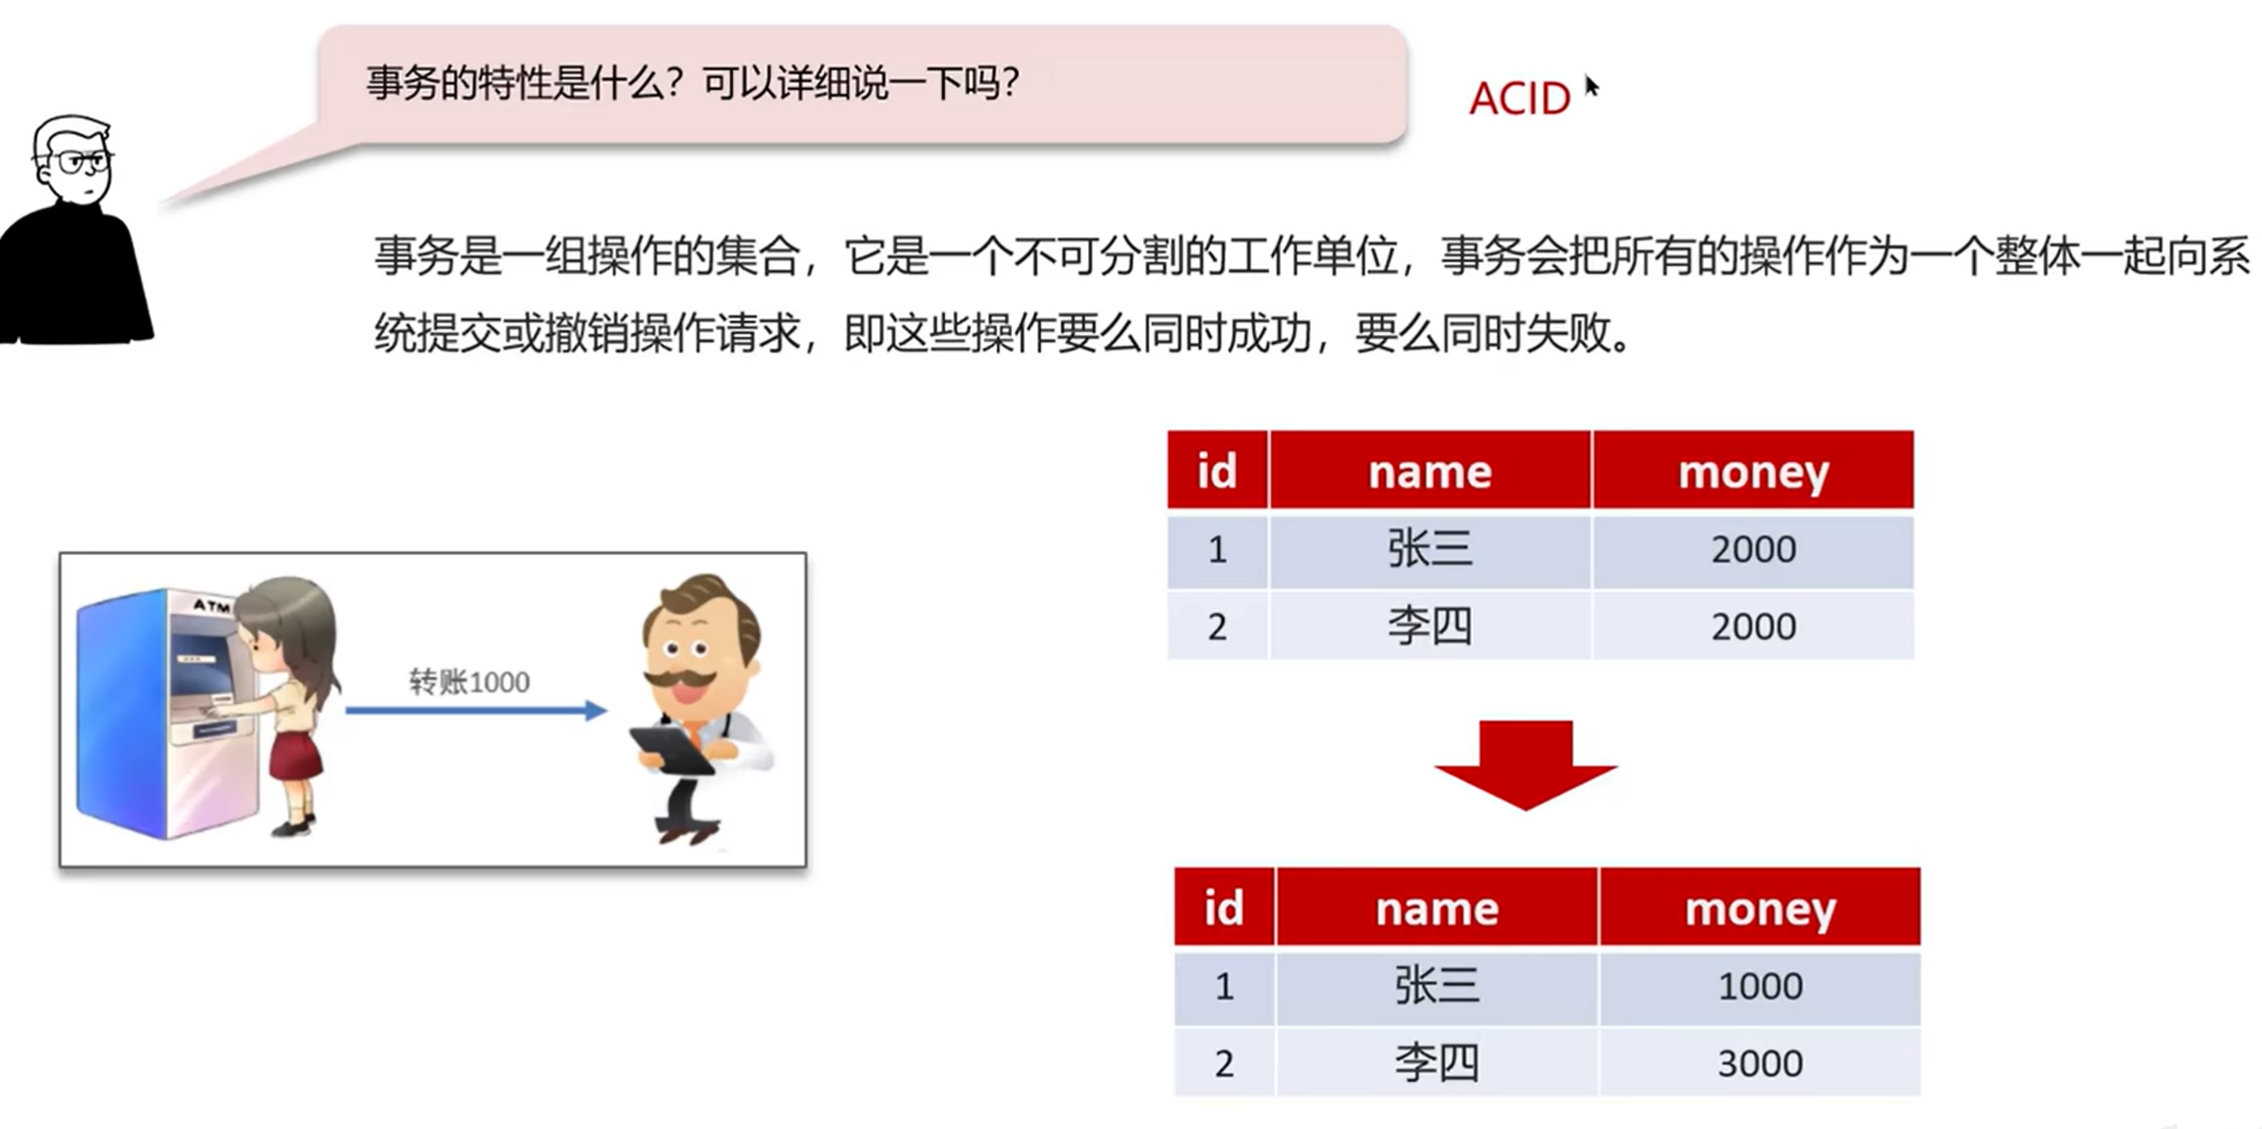 事务的特性是什么？可以详细说一下吗？
ACID
事务是一组操作的集合，它是一个不可分割的工作单位，事务会把所有的操作作为一个整体一起向系
统提交或撤销操作请求，即这些操作要么同时成功，要么同时失败。
id name money
1 张三 2000
2 李四 2000
ATM
转账1000
id name money
1 张三 1000
2 李四 3000